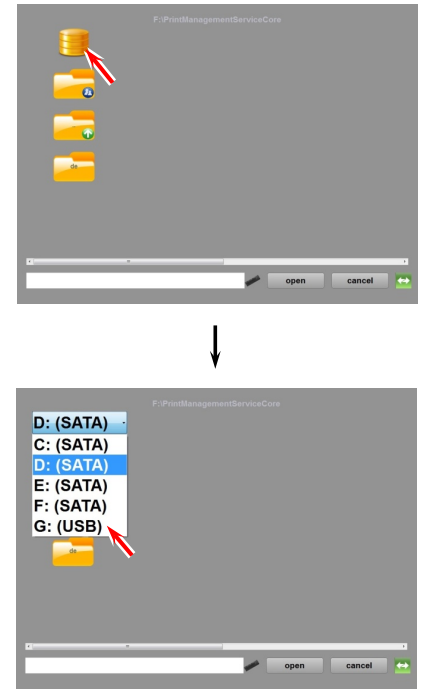 F:\PrintManagementServiceCore
de
open cancel
F:\PrintManagementServiceCore
D: (SATA)
C: (SATA)
D: (SATA)
E: (SATA)
F: (SATA)
G: (USB)
de
open cancel